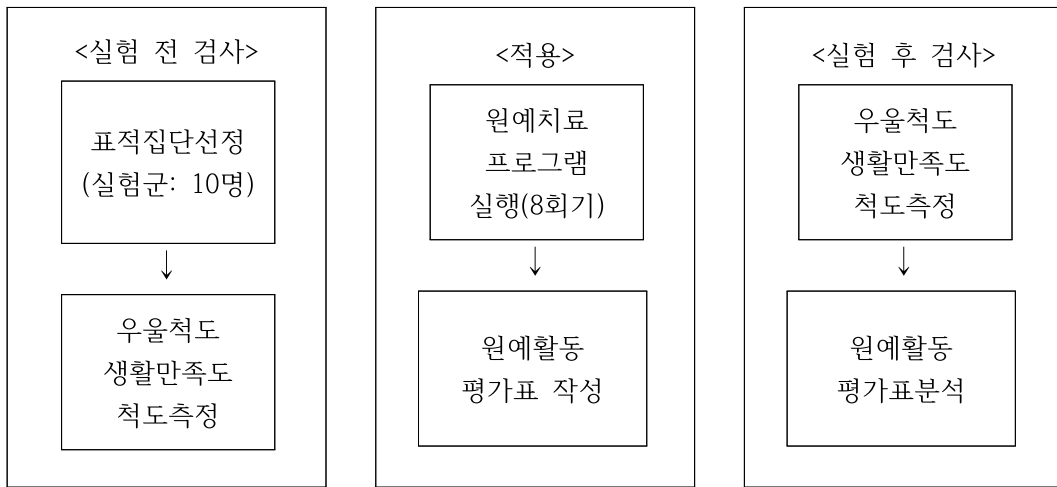 <실험 전 검사>
표적집단선정
(실험군: 10명)
↓
우울척도
생활만족도
척도측정
<적용>
원예치료
프로그램
실행(8회기)
↓
원예활동
평가표 작성
<실험 후 검사>
우울척도
생활만족도
척도측정
↓
원예활동
평가표분석